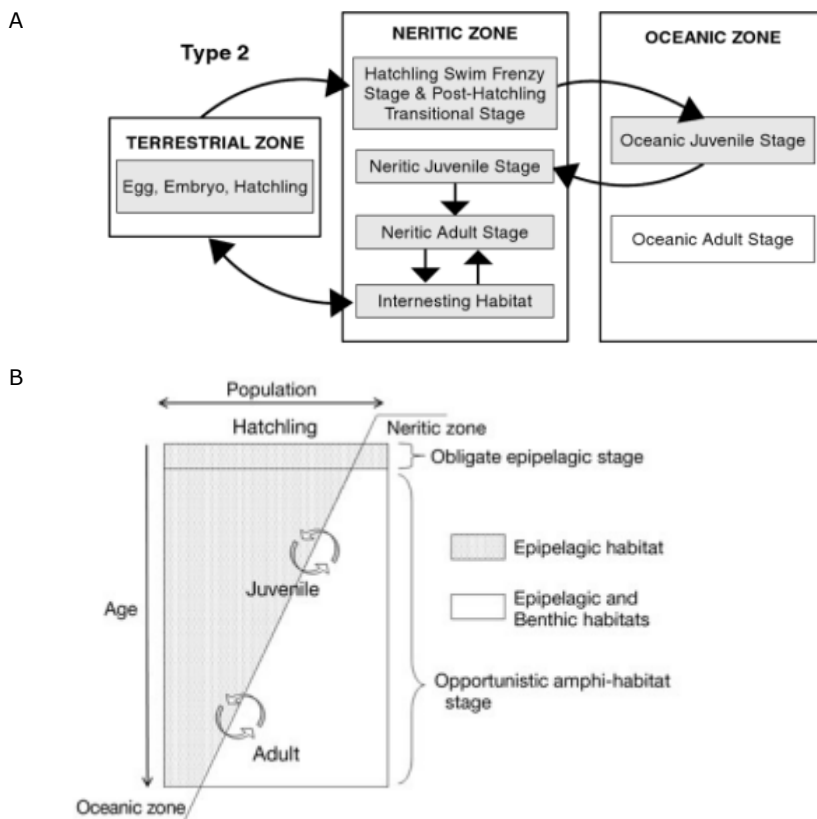 A
Type 2
TERRESTRIAL ZONE
Egg, Embryo, Hatchling
NERITIC ZONE
Hatchling Swim Frenzy
Stage & Post-Hatchling
Transitional Stage
Neritic Juvenile Stage
Neritic Adult Stage
Internesting Habitat
OCEANIC ZONE
Oceanic Juvenile Stage
Oceanic Adult Stage
B
Population
Hatchling
Neritic zone
Obligate epipelagic stage
Epipelagic habitat
Juvenile
Age
Epipelagic and
Benthic habitats
Opportunistic amphi-habitat
stage
Adult
Oceanic zone